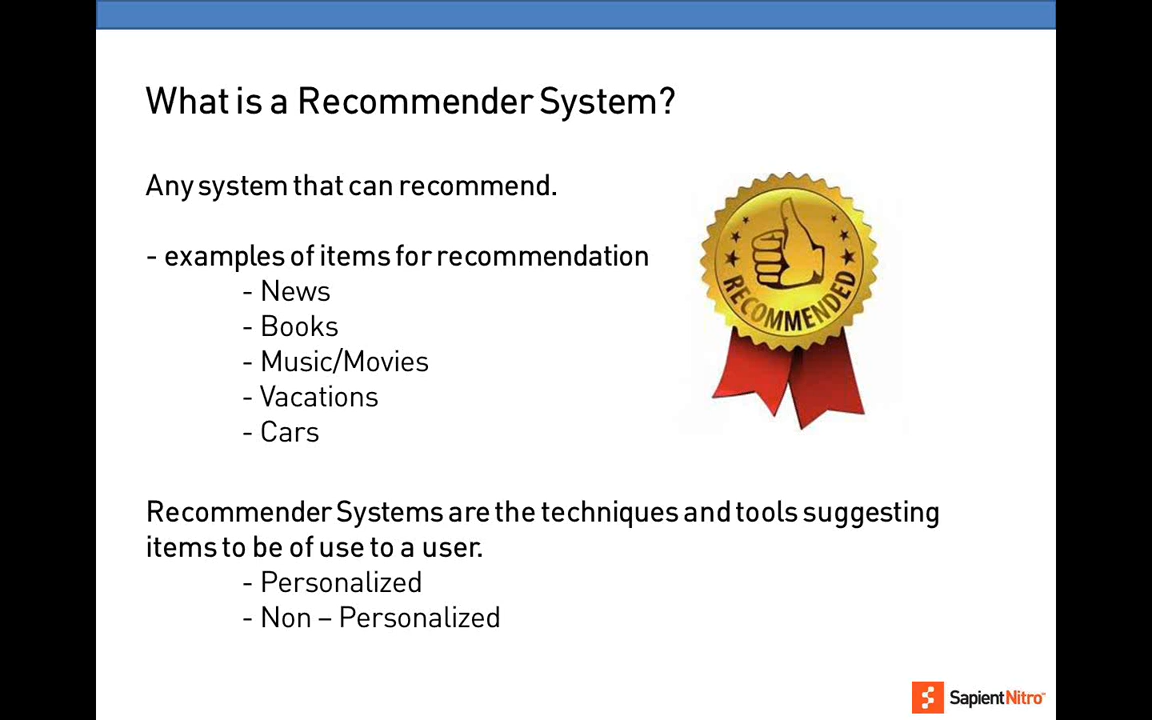 What is a Recommender System?
Any system that can recommend.
- examples of items for recommendation
- News
- Books
- Music/Movies
- Vacations
- Cars
RECOMMENDED
Recommender Systems are the techniques and tools suggesting
items to be of use to a user.
- Personalized
- Non – Personalized
SapientNitro™